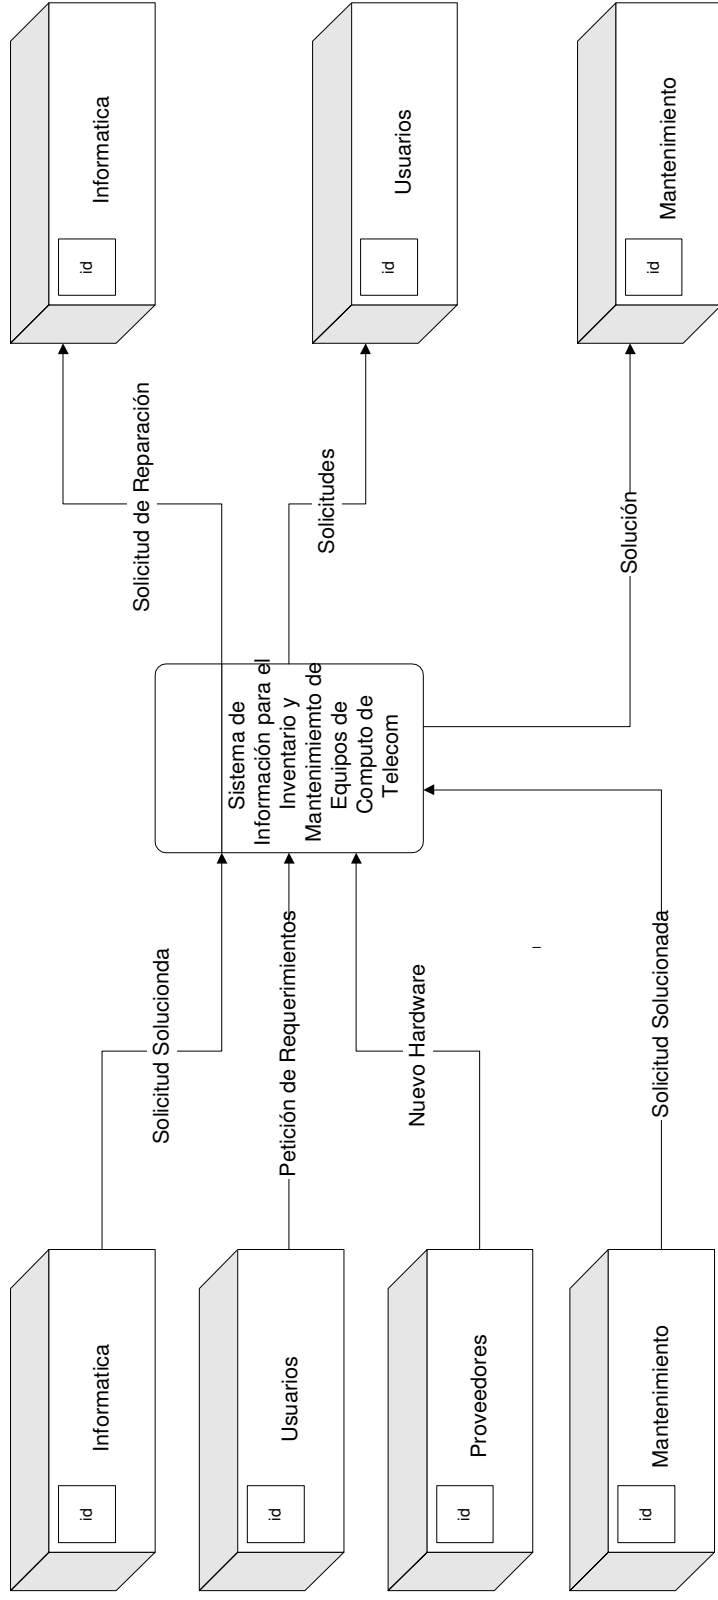 id
Informatica
id
Usuarios
id
Proveedores
id
Mantenimiento
Solicitud Solucionda
Petición de Requerimientos
Nuevo Hardware
Solicitud Solucionada
Sistema de
Información para el
Inventario y
Mantenimiemto de
Equipos de
Computo de
Telecom
Solicitud de Reparación
Solicitudes
Solución
id
Informatica
id
Usuarios
id
Mantenimiento